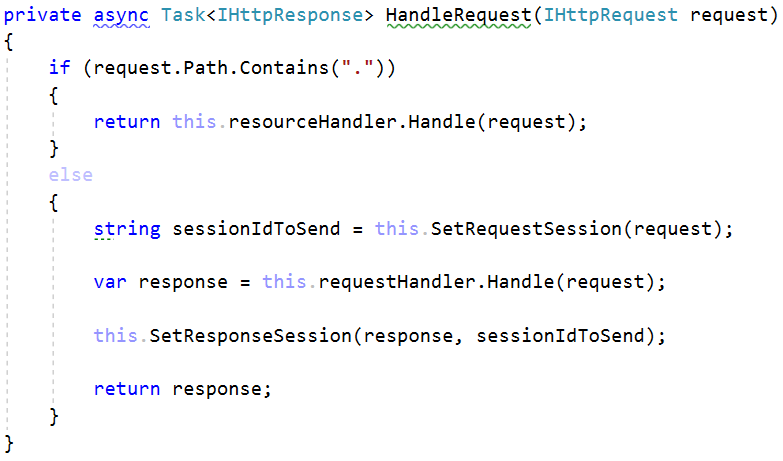 private async Task<IHttpResponse> HandleRequest(IHttpRequest request)
{
    if (request.Path.Contains("."))
    {
        return this.resourceHandler.Handle(request);
    }
    else
    {
        string sessionIdToSend = this.SetRequestSession(request);
        var response = this.requestHandler.Handle(request);
        this.SetResponseSession(response, sessionIdToSend);
        return response;
    }
}